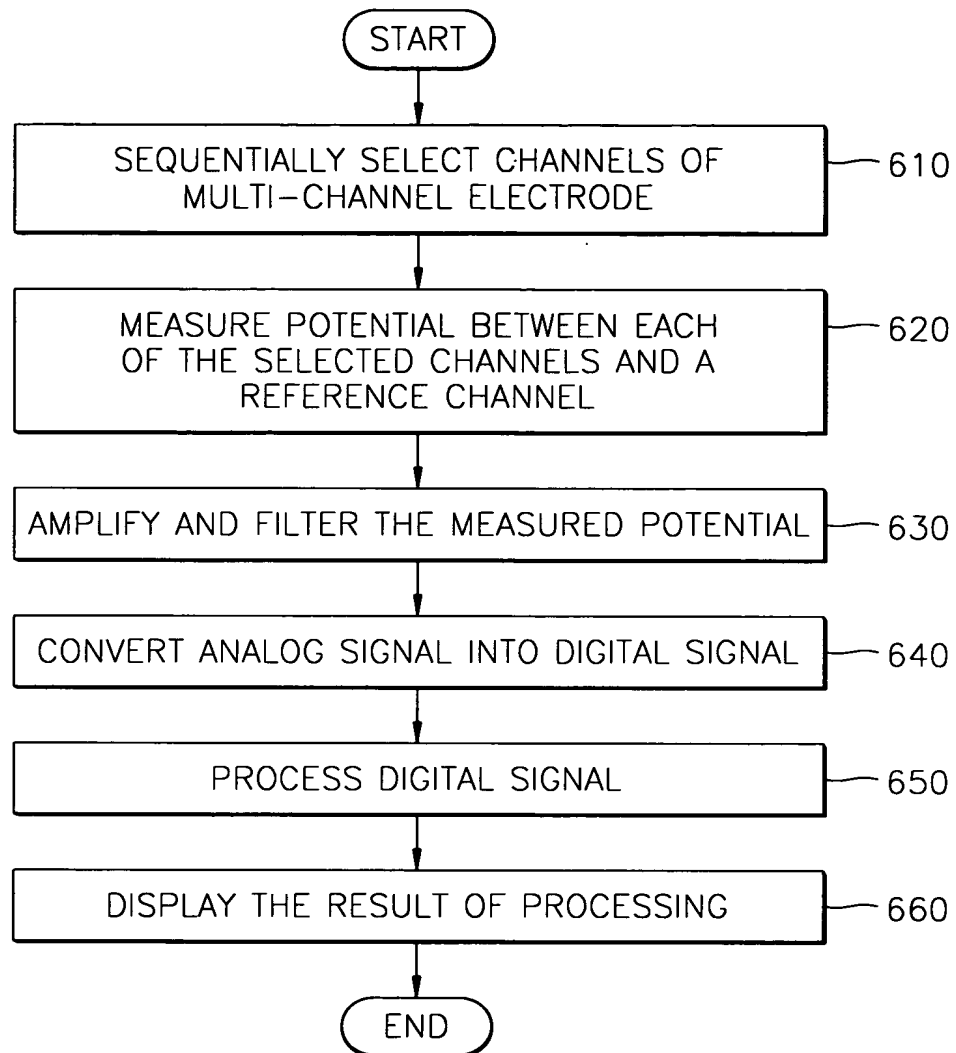 START
SEQUENTIALLY SELECT CHANNELS OF
MULTI-CHANNEL ELECTRODE
610
MEASURE POTENTIAL BETWEEN EACH
OF THE SELECTED CHANNELS AND A
REFERENCE CHANNEL
620
AMPLIFY AND FILTER THE MEASURED POTENTIAL
630
CONVERT ANALOG SIGNAL INTO DIGITAL SIGNAL
640
PROCESS DIGITAL SIGNAL
650
DISPLAY THE RESULT OF PROCESSING
660
END